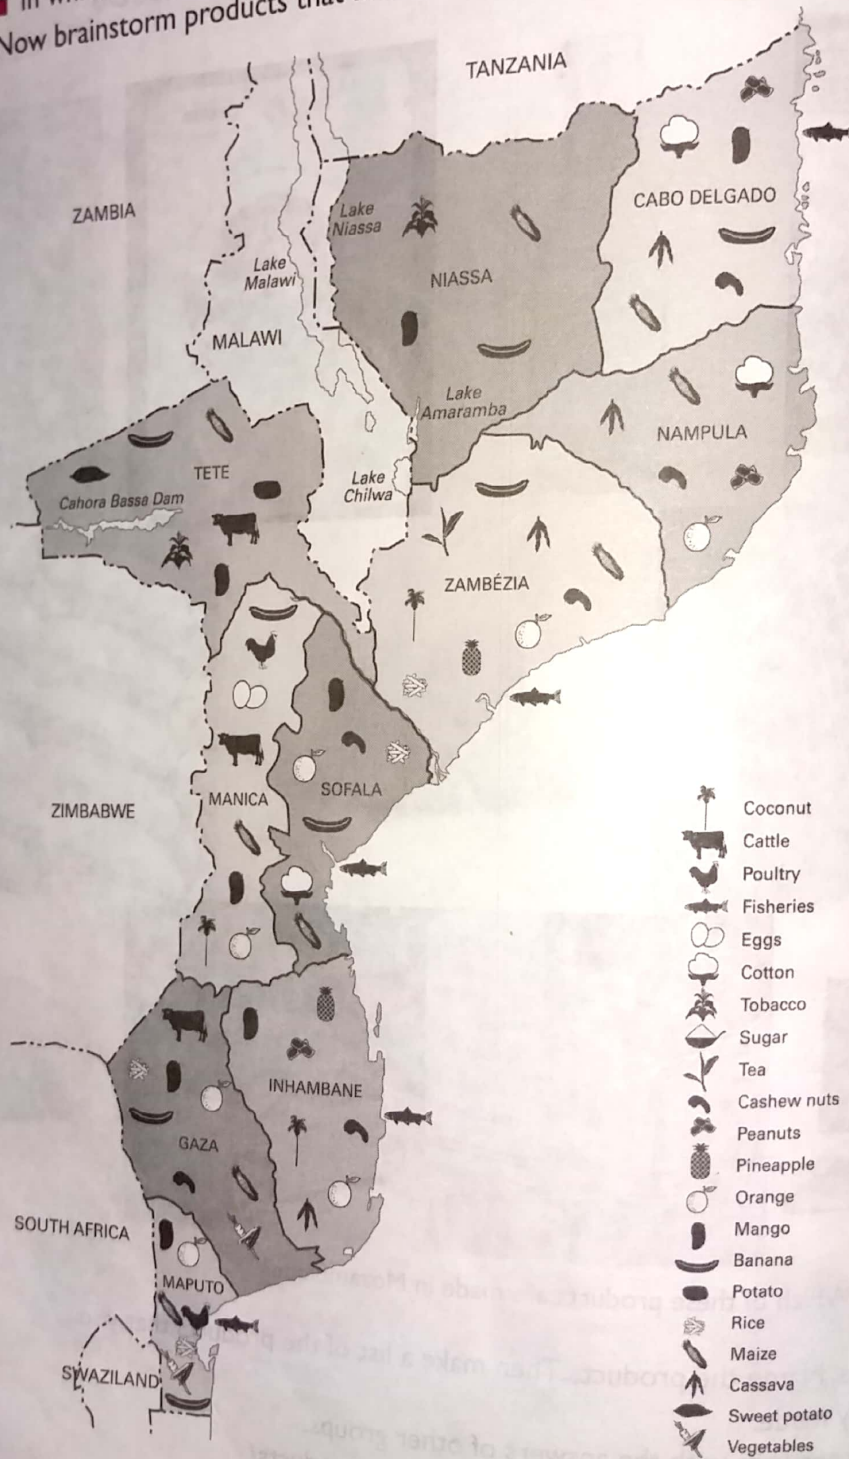 Now brainstorm products that
TANZANIA
ZAMBIA
CABO DELGADO
Lake
Niassa
Lake
Malawi
NIASSA
MALAWI
Lake
Amaramba
NAMPULA
TETE
Lake
Chilwa
Cahora Bassa Dam
ZAMBÉZIA
ZIMBABWE
MANICA
SOFALA
INHAMBANE
GAZA
SOUTH AFRICA
MAPUTO
SWAZILAND
Coconut
Cattle
Poultry
Fisheries
Eggs
Cotton
Tobacco
Sugar
Tea
Cashew nuts
Peanuts
Pineapple
Orange
Mango
Banana
Potato
Rice
Maize
Cassava
Sweet potato
Vegetables